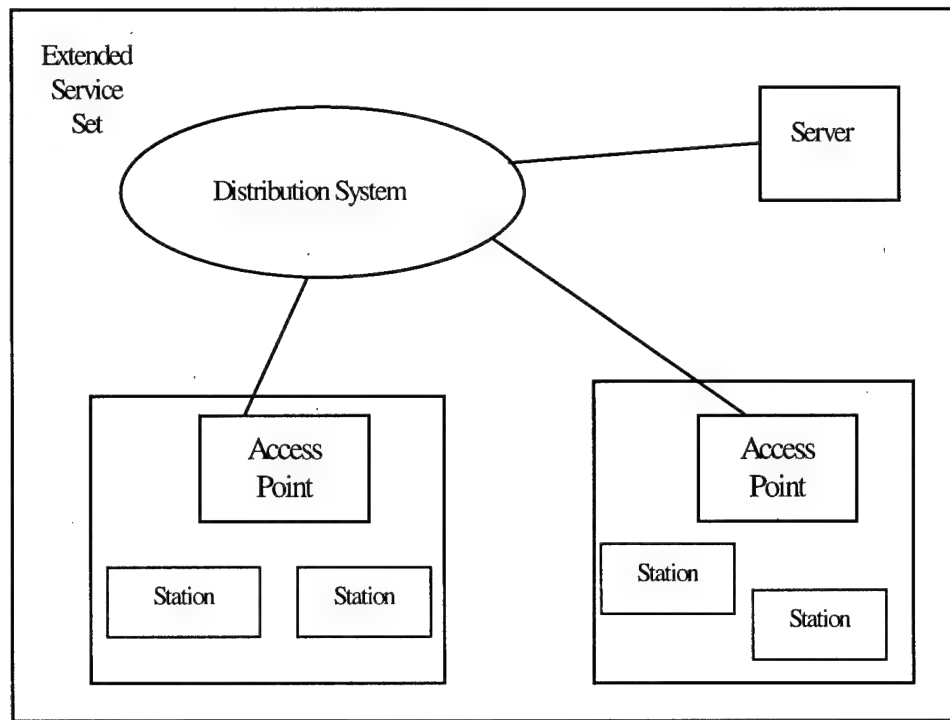 Extended
Service
Set
Server
Distribution System
Access
Point
Access
Point
Station
Station
Station
Station